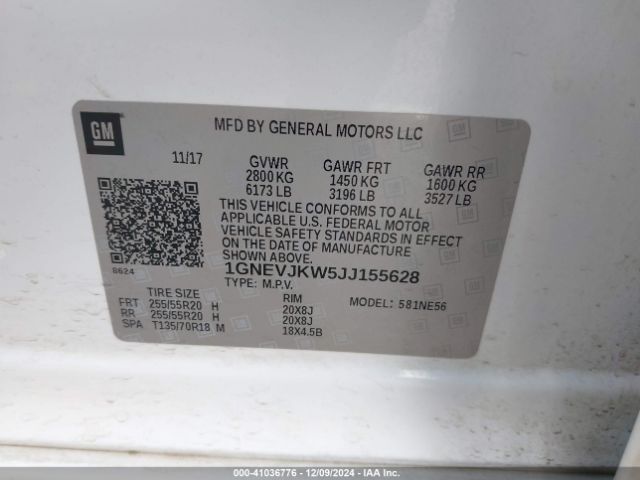 GM
MFD BY GENERAL MOTORS LLC
11/17 GVWR GAWR FRT GAWR RR
2800 KG 1450 KG 1600 KG
6173 LB 3196 LB 3527 LB
THIS VEHICLE CONFORMS TO ALL
APPLICABLE U.S. FEDERAL MOTOR
VEHICLE SAFETY STANDARDS IN EFFECT
ON THE DATE OF MANUFACTURE
SHOWN ABOVE.
8624 1GNEVJKW5JJ155628
TYPE: M.P.V.
TIRE SIZE RIM MODEL: 581NE56
FRT 255/55R20 H 20X8J
RR 255/55R20 H 20X8J
SPA T135/70R18 M 18X4.5B
000-41036776 - 12/09/2024 - IAA Inc.